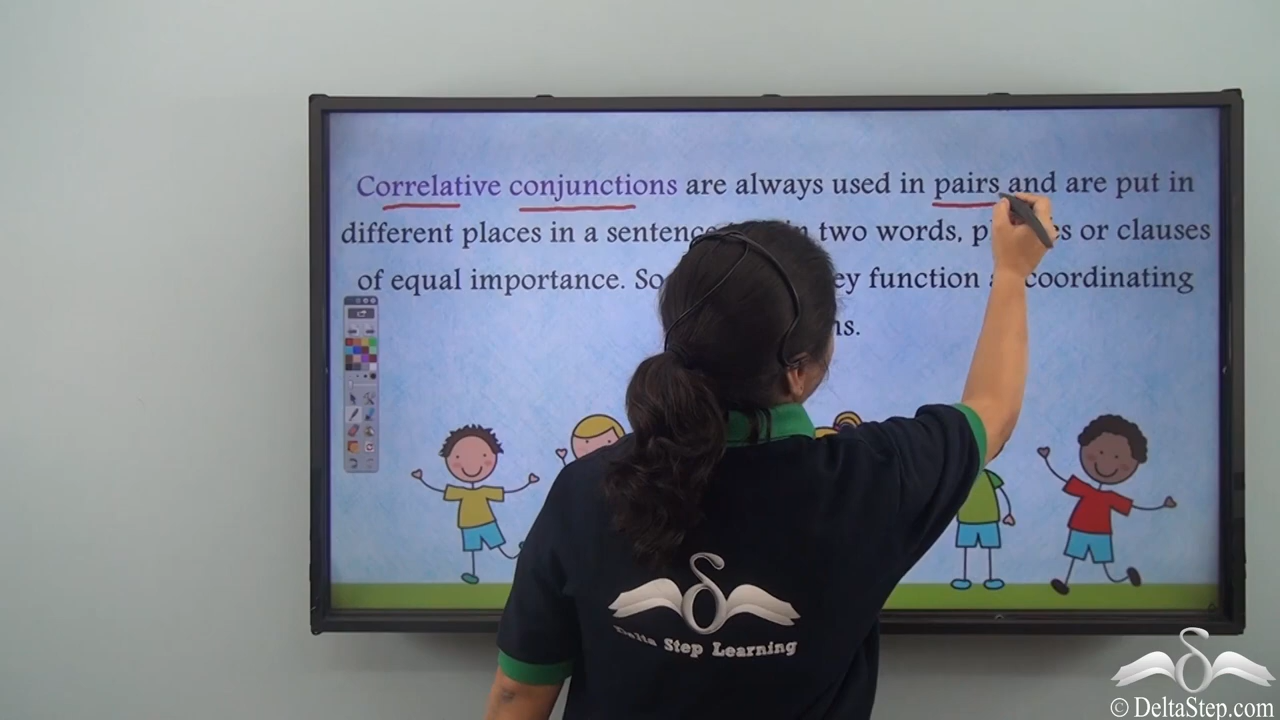 Correlative conjunctions are always used in pairs and are put in
different places in a sentence two words, or clauses
of equal importance. So function coordinating
Delta Step Learning
© DeltaStep.com